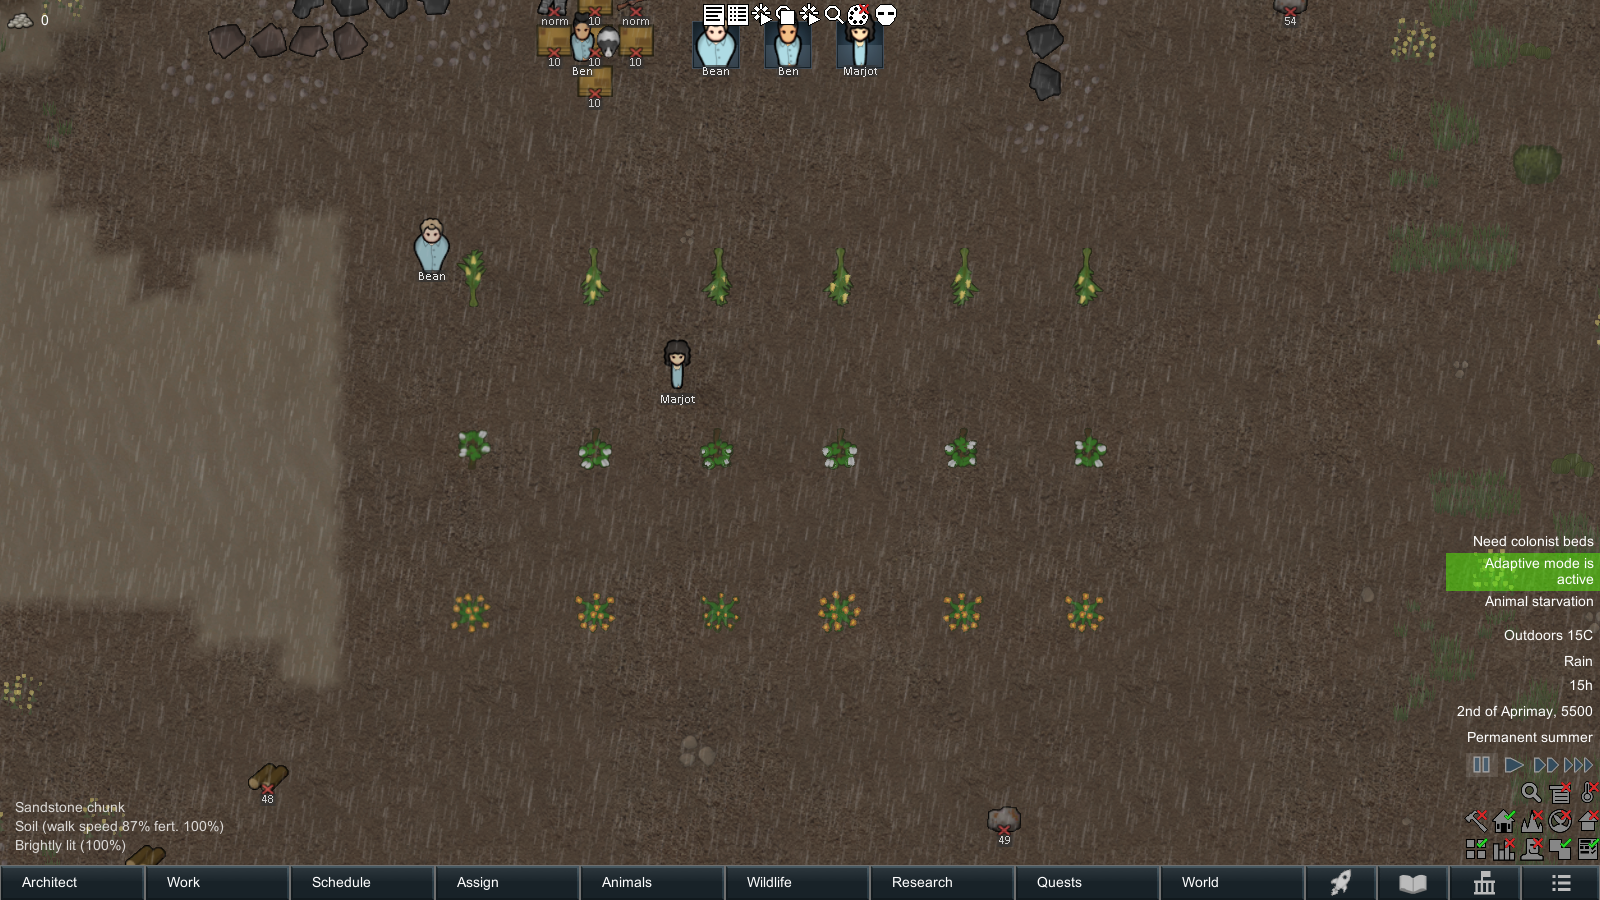 0
norm
10
norm
10
10
10
Ben
10
Bean
Ben
Marjot
54
Bean
Marjot
Need colonist beds
Adaptive mode is
active
Animal starvation
Outdoors 15C
Rain
15h
2nd of Aprimay, 5500
Permanent summer
48
49
Sandstone chunk
Soil (walk speed 87% fert. 100%)
Brightly lit (100%)
Architect
Work
Schedule
Assign
Animals
Wildlife
Research
Quests
World